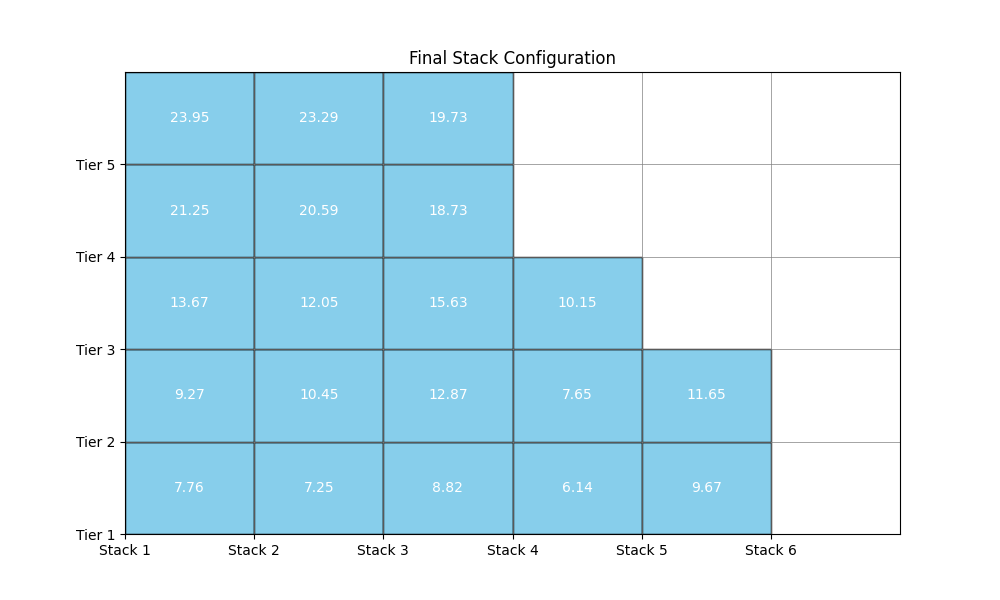 Final Stack Configuration
23.95 23.29 19.73
Tier 5
21.25 20.59 18.73
Tier 4
13.67 12.05 15.63 10.15
Tier 3
9.27 10.45 12.87 7.65 11.65
Tier 2
7.76 7.25 8.82 6.14 9.67
Tier 1
Stack 1 Stack 2 Stack 3 Stack 4 Stack 5 Stack 6